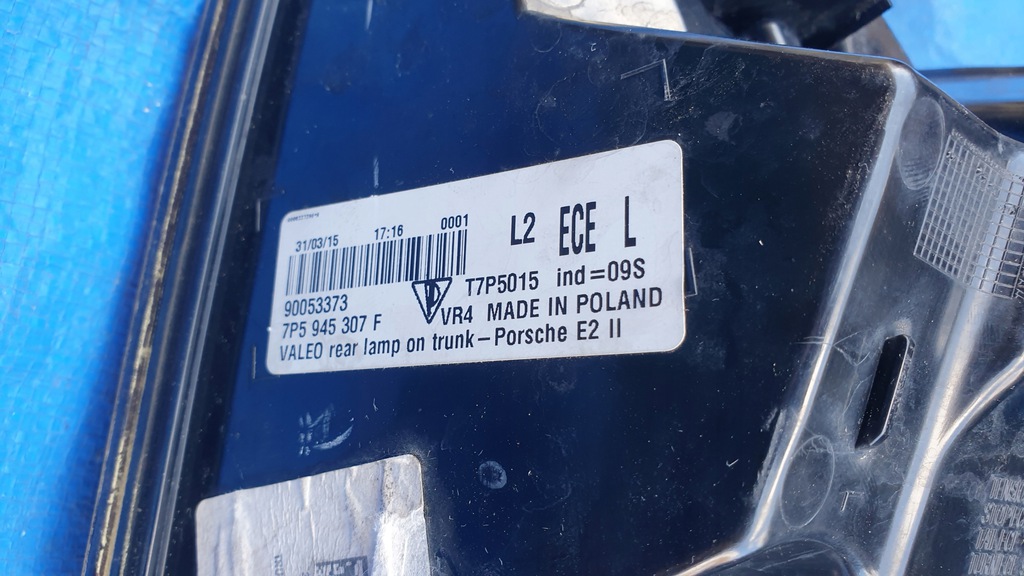 31/03/15 17:16 0001 L2 ECE L
90053373 T7P5015 ind=09S
7P5 945 307 F VR4 MADE IN POLAND
VALEO rear lamp on trunk-Porsche E2 II